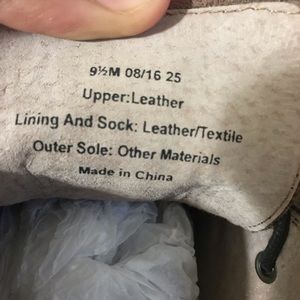 9½M 08/16 25
Upper:Leather
Lining And Sock: Leather/Textile
Outer Sole: Other Materials
Made in China